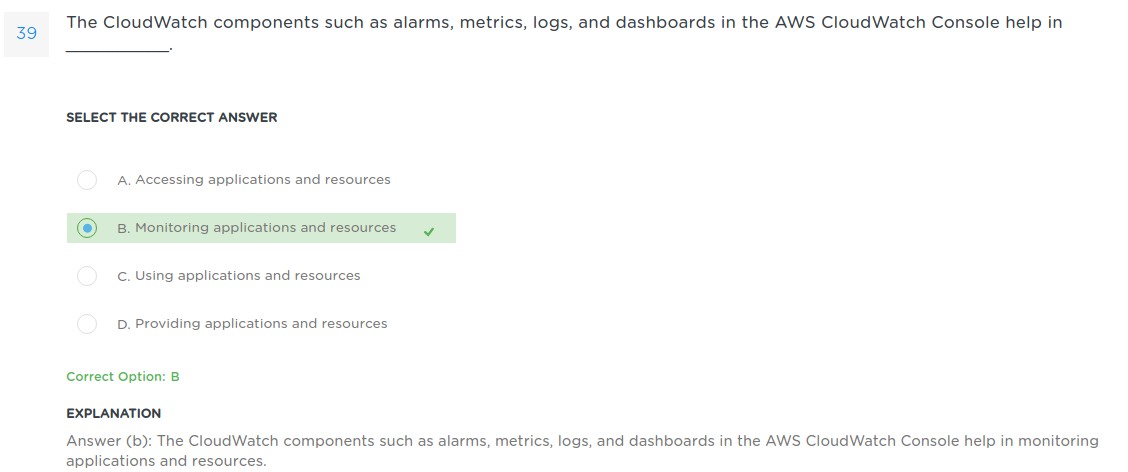 39
The CloudWatch components such as alarms, metrics, logs, and dashboards in the AWS CloudWatch Console help in
____________.
SELECT THE CORRECT ANSWER
A. Accessing applications and resources
B. Monitoring applications and resources
C. Using applications and resources
D. Providing applications and resources
Correct Option: B
EXPLANATION
Answer (b): The CloudWatch components such as alarms, metrics, logs, and dashboards in the AWS CloudWatch Console help in monitoring
applications and resources.